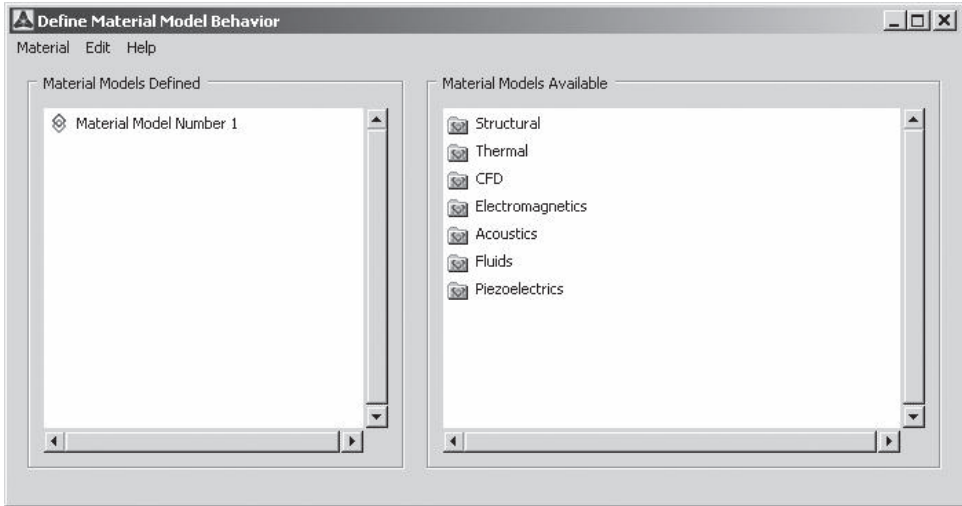 Define Material Model Behavior
Material Edit Help
Material Models Defined
Material Model Number 1
Material Models Available
Structural
Thermal
CFD
Electromagnetics
Acoustics
Fluids
Piezoelectrics